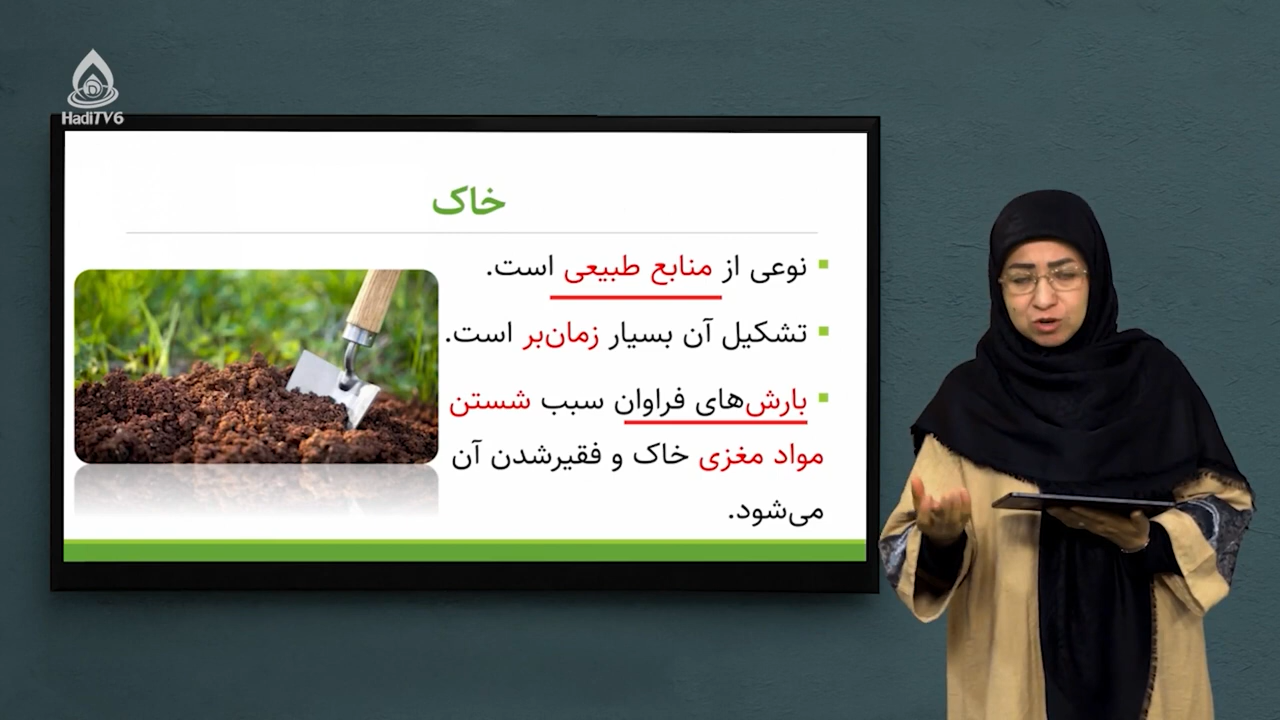 HadiTV6
خاک
نوعی از منابع طبیعی است.
تشکیل آن بسیار زمان‌بر است.
بارش‌های فراوان سبب شستن
مواد مغزی خاک و فقیرشدن آن
می‌شود.